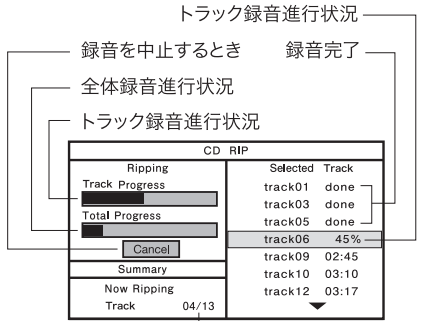 トラック録音進行状況
録音を中止するとき
録音完了
全体録音進行状況
トラック録音進行状況
CD RIP
Ripping
Track Progress
Total Progress
Cancel
Summary
Now Ripping
Track 04/13
Selected Track
track01 done
track03 done
track05 done
track06 45%
track09 02:45
track10 03:10
track12 03:17